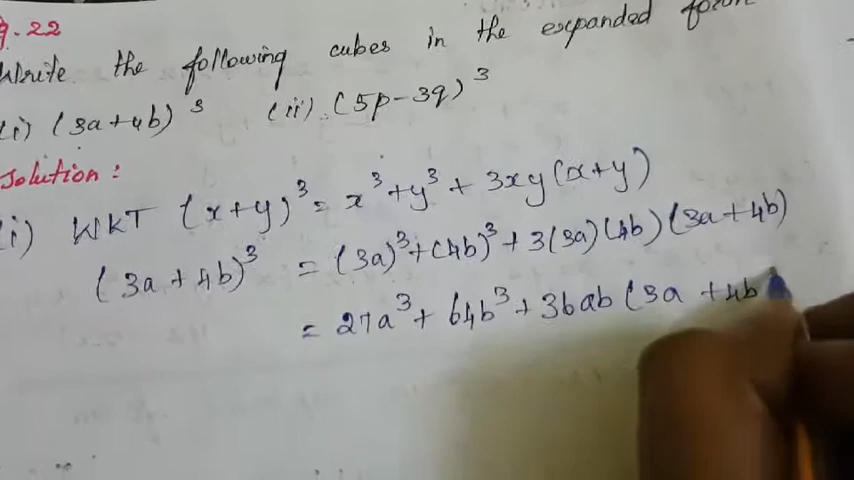 9.22
Write the following cubes in the expanded form
(i) (3a+4b)³ (ii). (5p-3q)³
Solution:
(i) WKT (x+y)³ = x³+y³+3xy(x+y)
(3a+4b)³ = (3a)³+(4b)³+3(3a)(4b)(3a+4b)
= 27a³+64b³+36ab(3a+4b